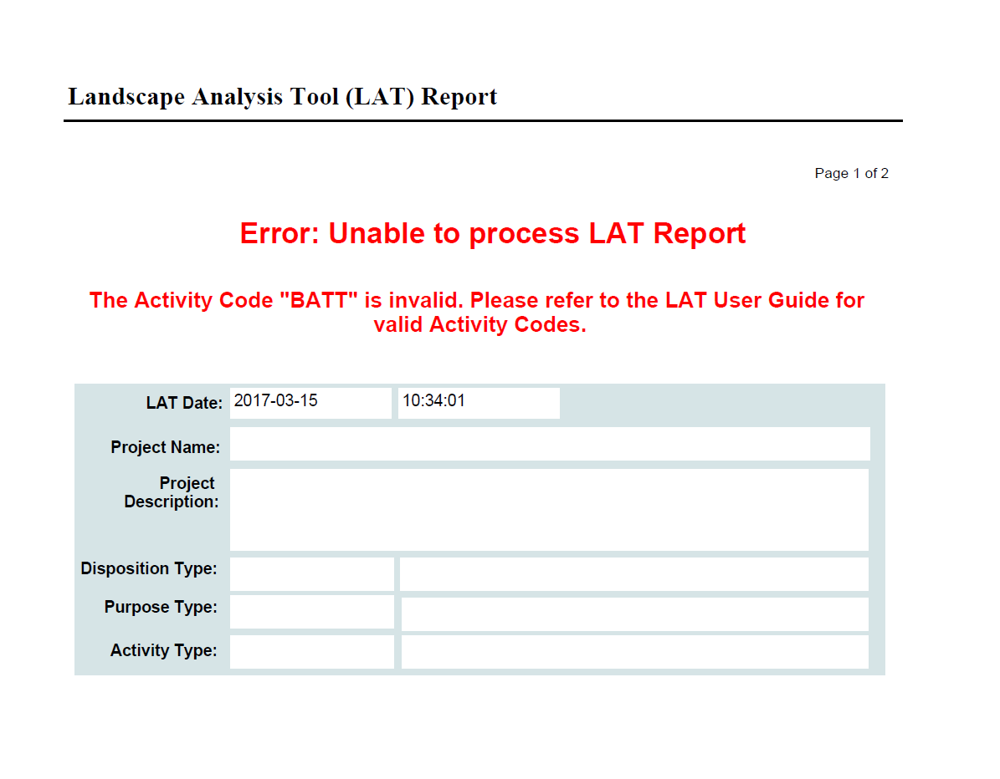 Landscape Analysis Tool (LAT) Report
Page 1 of 2
Error: Unable to process LAT Report
The Activity Code "BATT" is invalid. Please refer to the LAT User Guide for
valid Activity Codes.
LAT Date: 2017-03-15 10:34:01
Project Name:
Project
Description:
Disposition Type:
Purpose Type:
Activity Type: